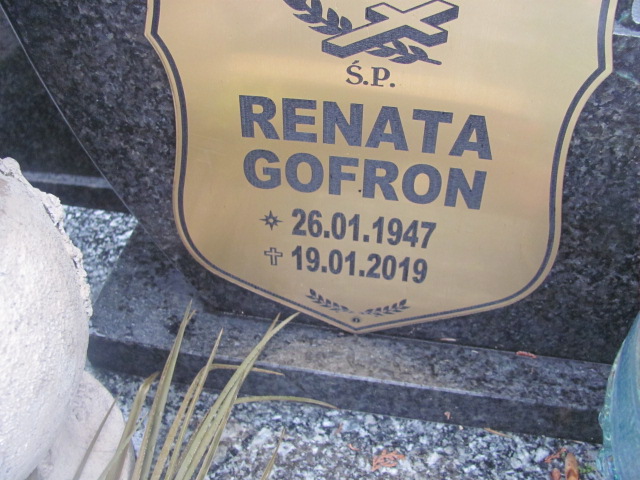 Ś.P.
RENATA
GOFRON
26.01.1947
19.01.2019